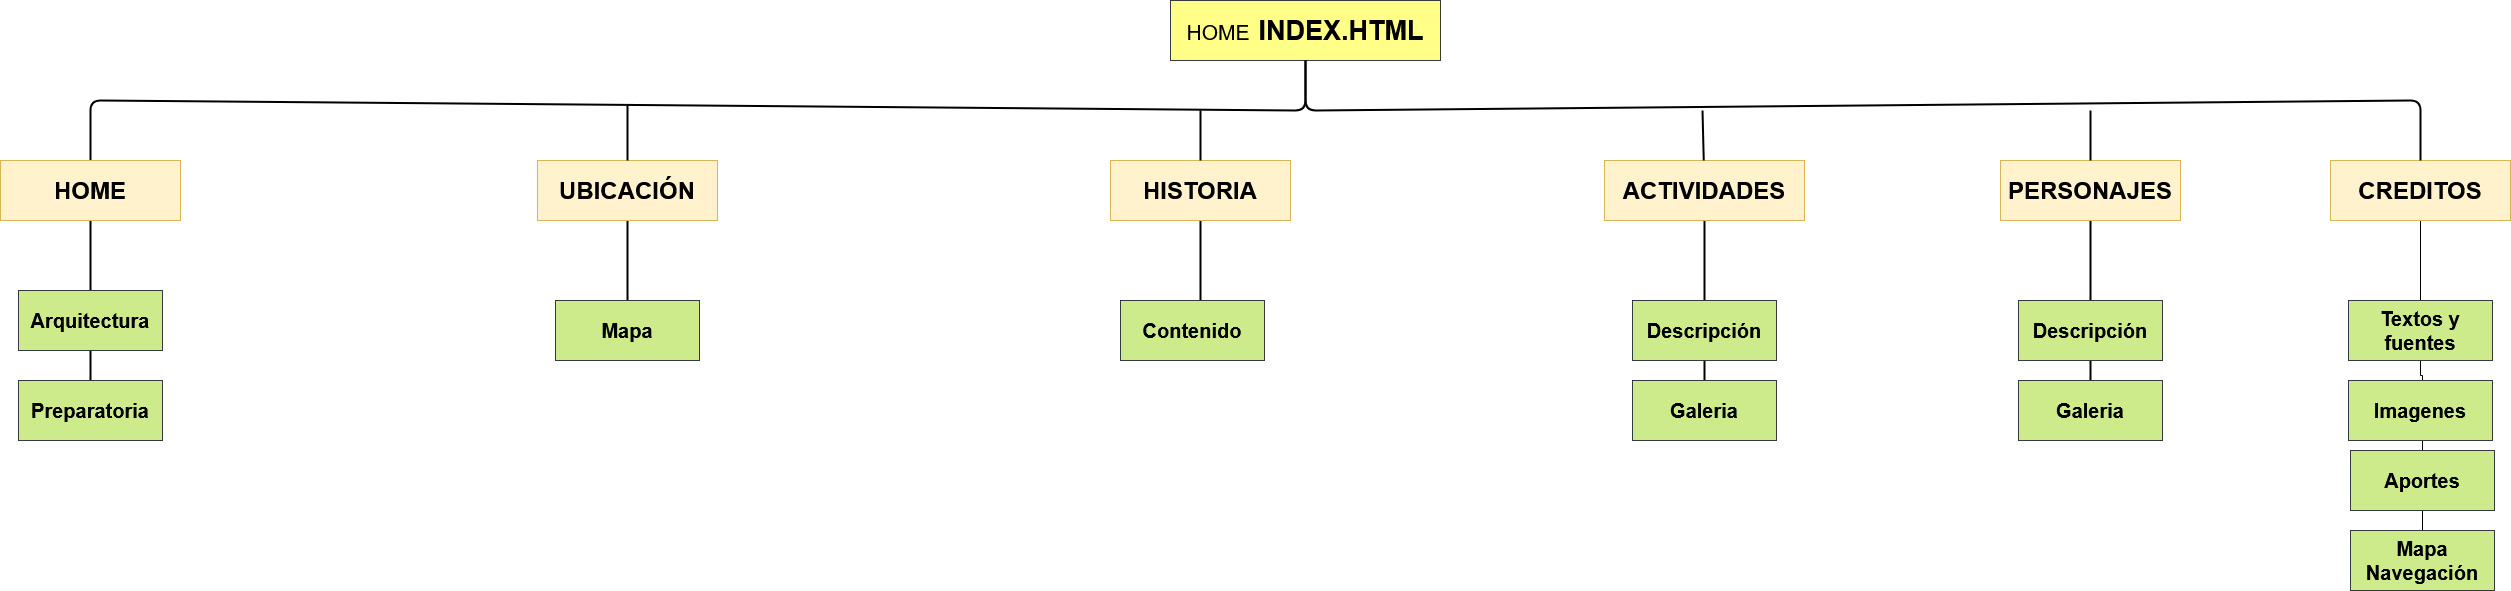 HOME INDEX.HTML
HOME
UBICACIÓN
HISTORIA
ACTIVIDADES
PERSONAJES
CREDITOS
Arquitectura
Preparatoria
Mapa
Contenido
Descripción
Galeria
Descripción
Galeria
Textos y
fuentes
Imagenes
Aportes
Mapa
Navegación